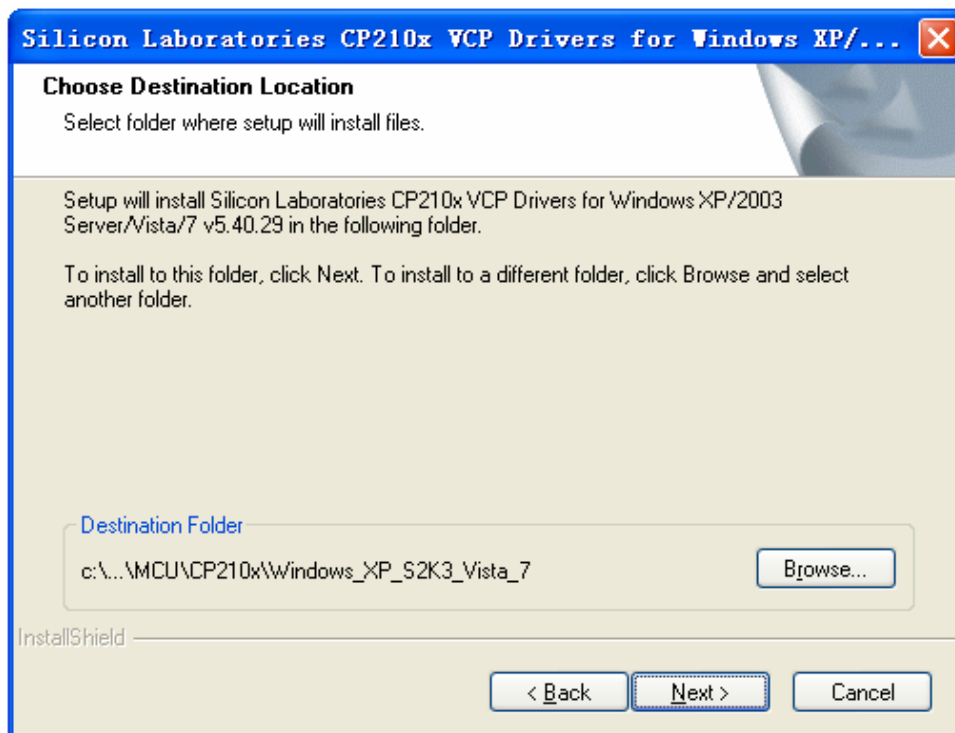 Silicon Laboratories CP210x VCP Drivers for Windows XP/...
Choose Destination Location
Select folder where setup will install files.
Setup will install Silicon Laboratories CP210x VCP Drivers for Windows XP/2003
Server/Vista/7 v5.40.29 in the following folder.
To install to this folder, click Next. To install to a different folder, click Browse and select
another folder.
Destination Folder
c:\...\MCU\CP210x\Windows_XP_S2K3_Vista_7
Browse...
InstallShield
< Back
Next >
Cancel